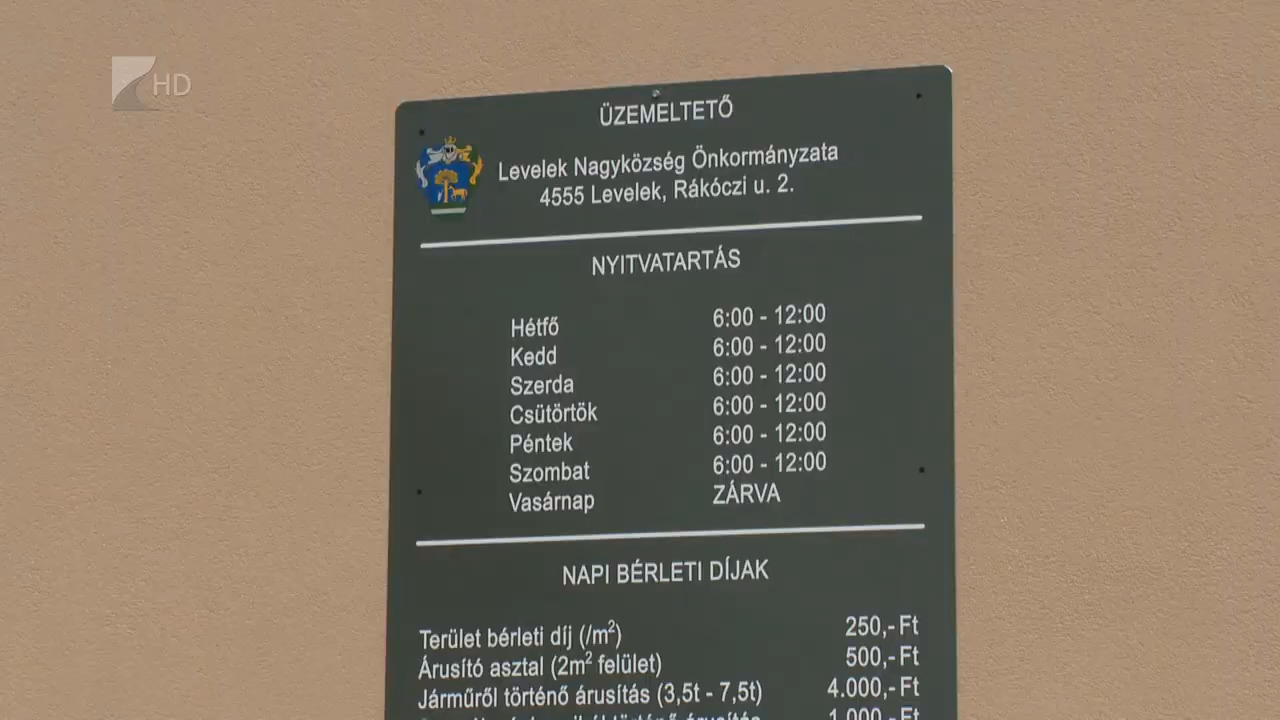 HD
ÜZEMELTETŐ
Levelek Nagyközség Önkormányzata
4555 Levelek, Rákóczi u. 2.
NYITVATARTÁS
Hétfő 6:00 - 12:00
Kedd 6:00 - 12:00
Szerda 6:00 - 12:00
Csütörtök 6:00 - 12:00
Péntek 6:00 - 12:00
Szombat 6:00 - 12:00
Vasárnap ZÁRVA
NAPI BÉRLETI DÍJAK
Terület bérleti díj (/m²) 250,- Ft
Árusító asztal (2m² felület) 500,- Ft
Járműről történő árusítás (3,5t - 7,5t) 4.000,- Ft
történő árusítás 1.000,- Ft